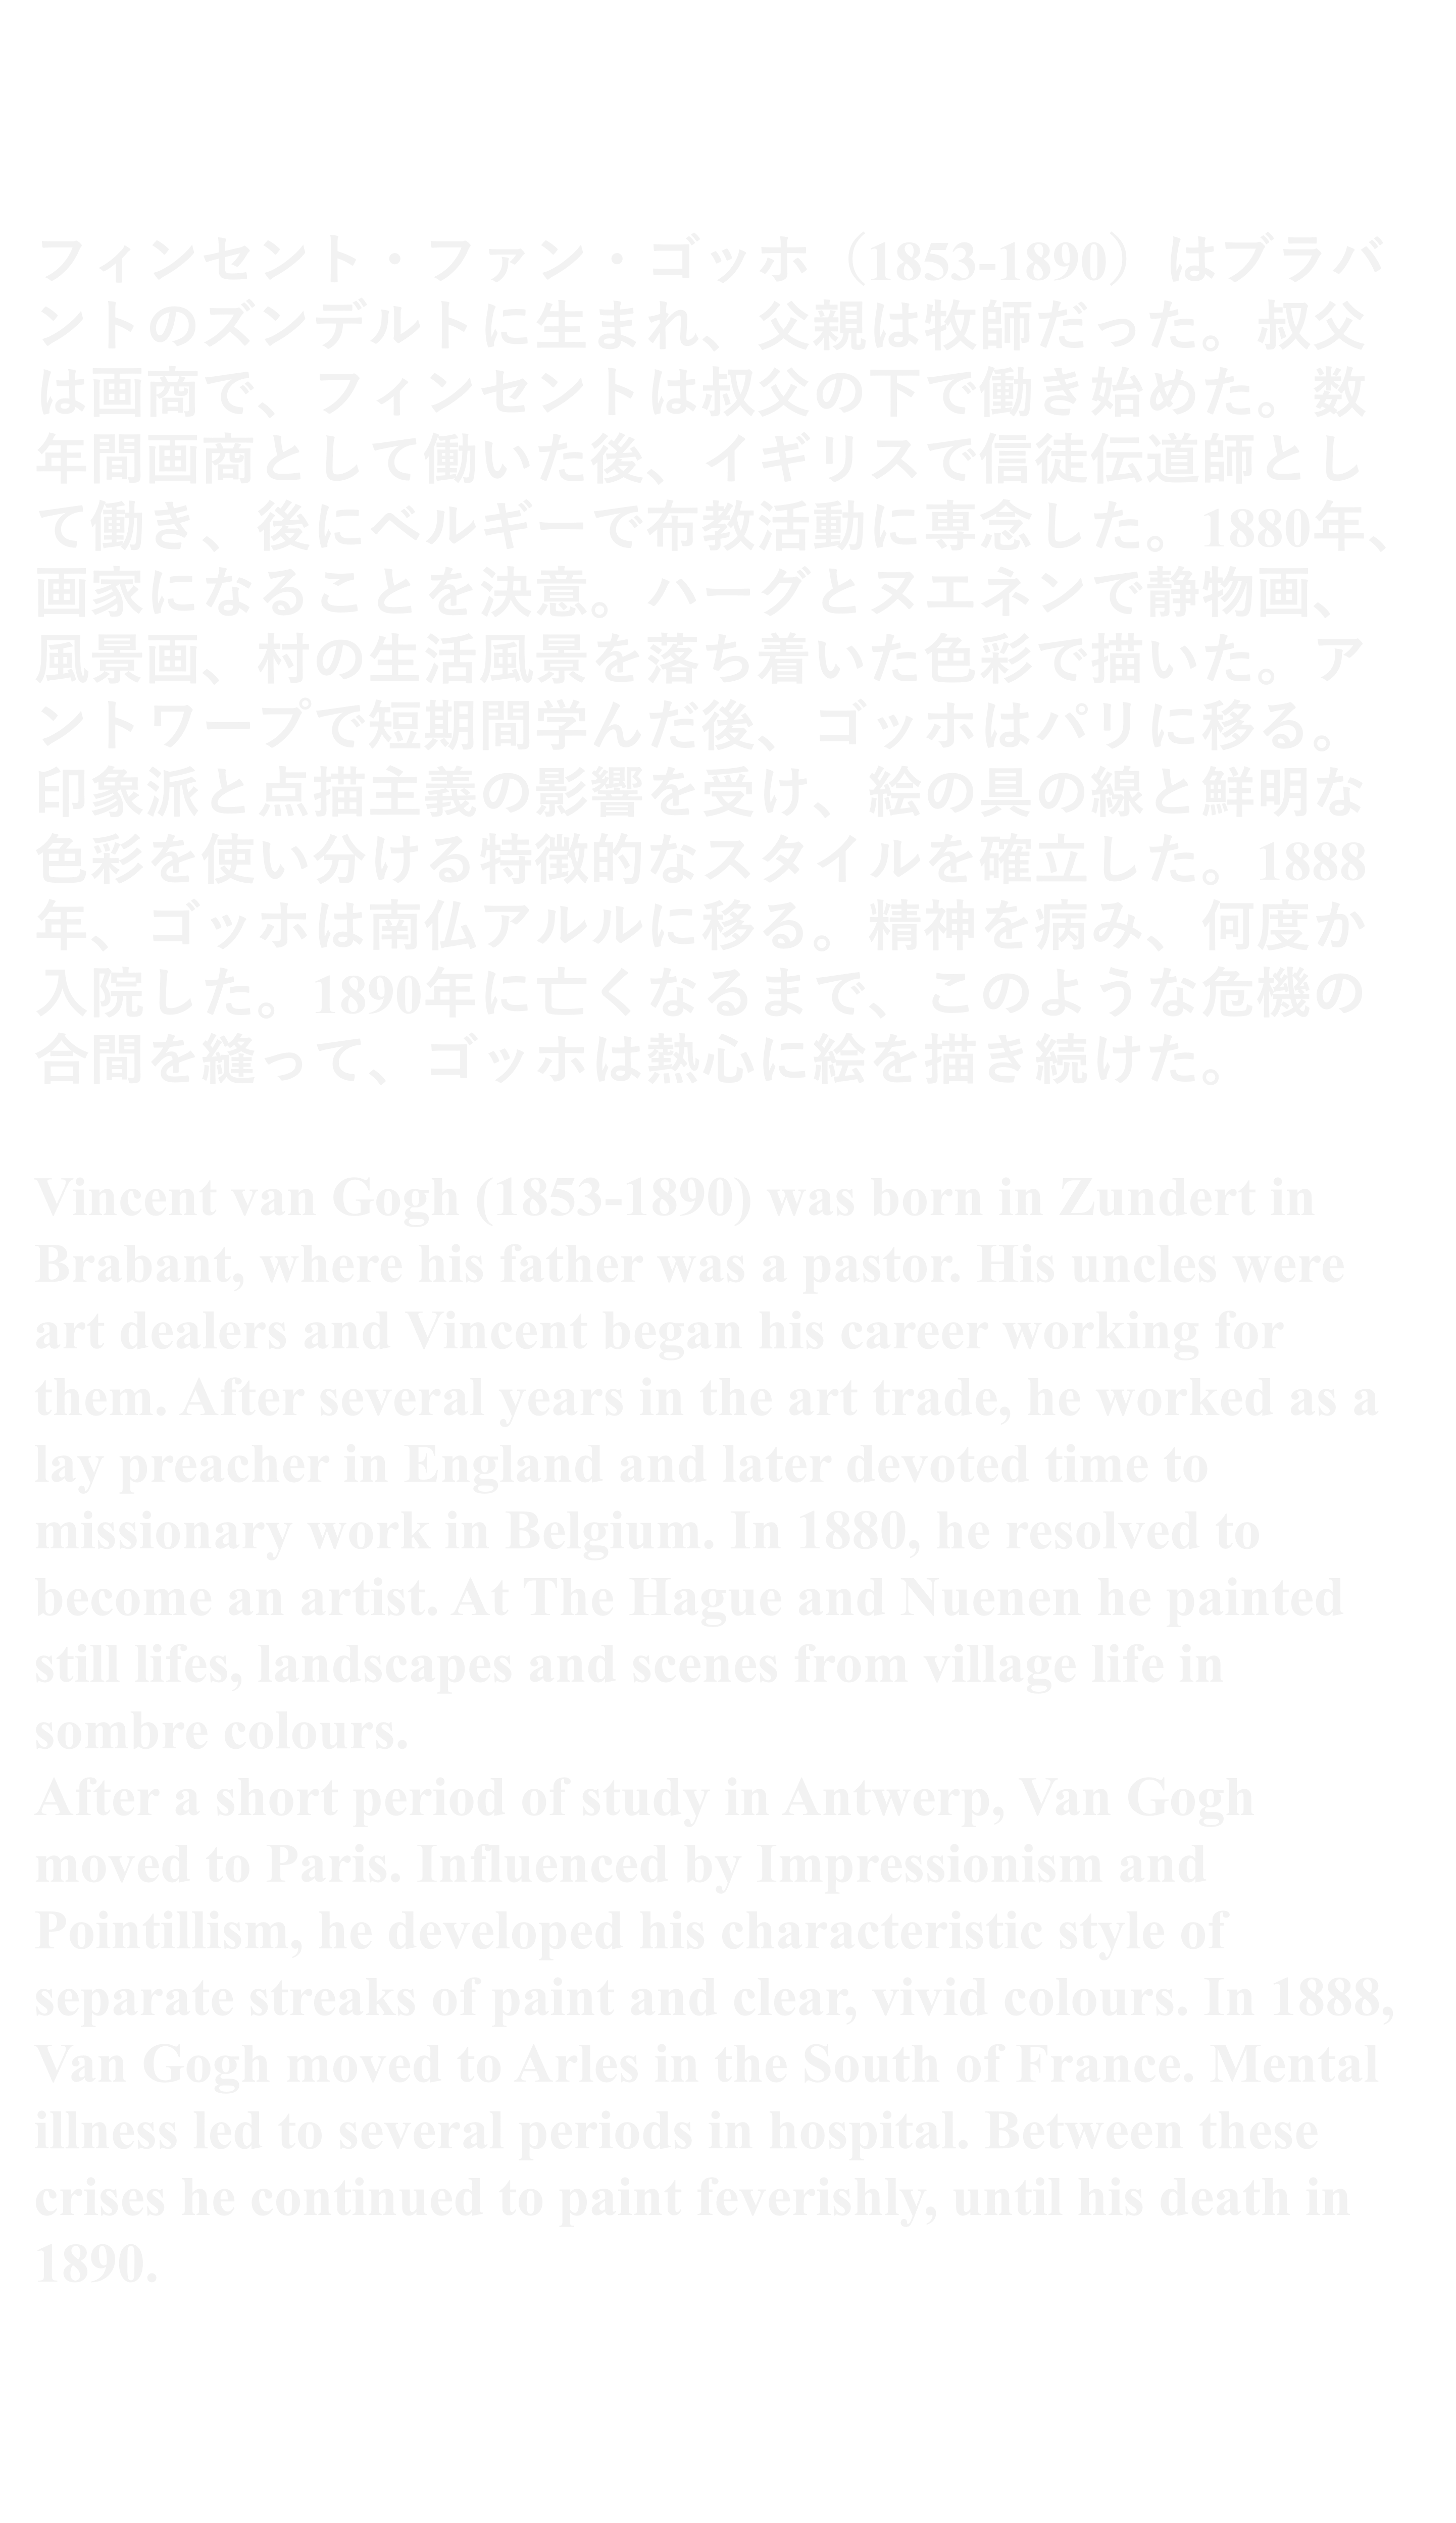 フィンセント・ファン・ゴッホ（1853-1890）はブラバ
ントのズンデルトに生まれ、父親は牧師だった。叔父
は画商で、フィンセントは叔父の下で働き始めた。数
年間画商として働いた後、イギリスで信徒伝道師とし
て働き、後にベルギーで布教活動に専念した。1880年、
画家になることを決意。ハーグとヌエネンで静物画、
風景画、村の生活風景を落ち着いた色彩で描いた。ア
ントワープで短期間学んだ後、ゴッホはパリに移る。
印象派と点描主義の影響を受け、絵の具の線と鮮明な
色彩を使い分ける特徴的なスタイルを確立した。1888
年、ゴッホは南仏アルルに移る。精神を病み、何度か
入院した。1890年に亡くなるまで、このような危機の
合間を縫って、ゴッホは熱心に絵を描き続けた。
Vincent van Gogh (1853-1890) was born in Zundert in
Brabant, where his father was a pastor. His uncles were
art dealers and Vincent began his career working for
them. After several years in the art trade, he worked as a
lay preacher in England and later devoted time to
missionary work in Belgium. In 1880, he resolved to
become an artist. At The Hague and Nuenen he painted
still lifes, landscapes and scenes from village life in
sombre colours.
After a short period of study in Antwerp, Van Gogh
moved to Paris. Influenced by Impressionism and
Pointillism, he developed his characteristic style of
separate streaks of paint and clear, vivid colours. In 1888,
Van Gogh moved to Arles in the South of France. Mental
illness led to several periods in hospital. Between these
crises he continued to paint feverishly, until his death in
1890.